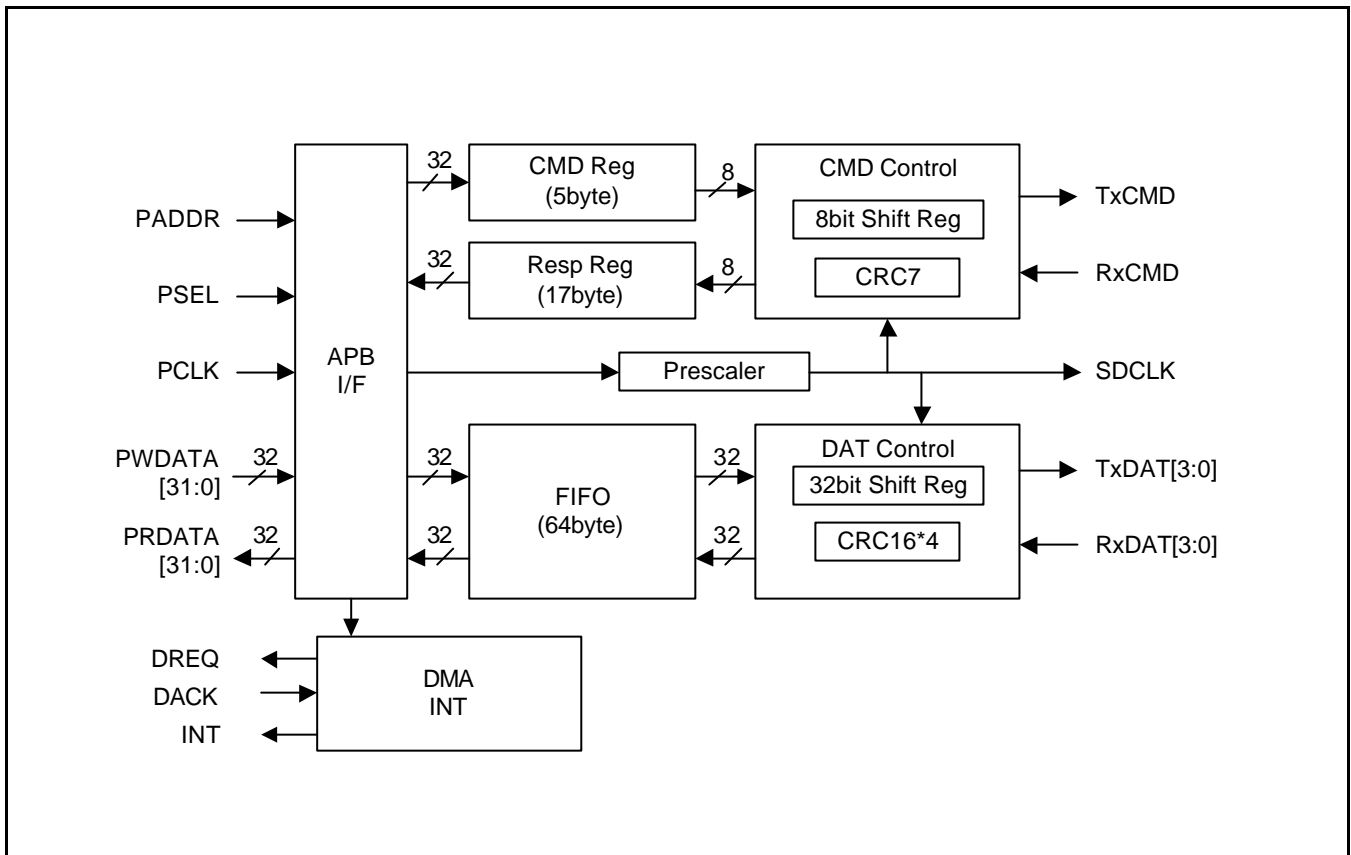 32
CMD Reg
(5byte)
8
CMD Control
8bit Shift Reg
CRC7
TxCMD
RxCMD
PADDR
PSEL
PCLK
APB
I/F
32
Resp Reg
(17byte)
8
Prescaler
SDCLK
PWDATA
[31:0]
32
PRDATA
[31:0]
32
32
32
FIFO
(64byte)
32
32
DAT Control
32bit Shift Reg
CRC16*4
TxDAT[3:0]
RxDAT[3:0]
DREQ
DACK
INT
DMA
INT